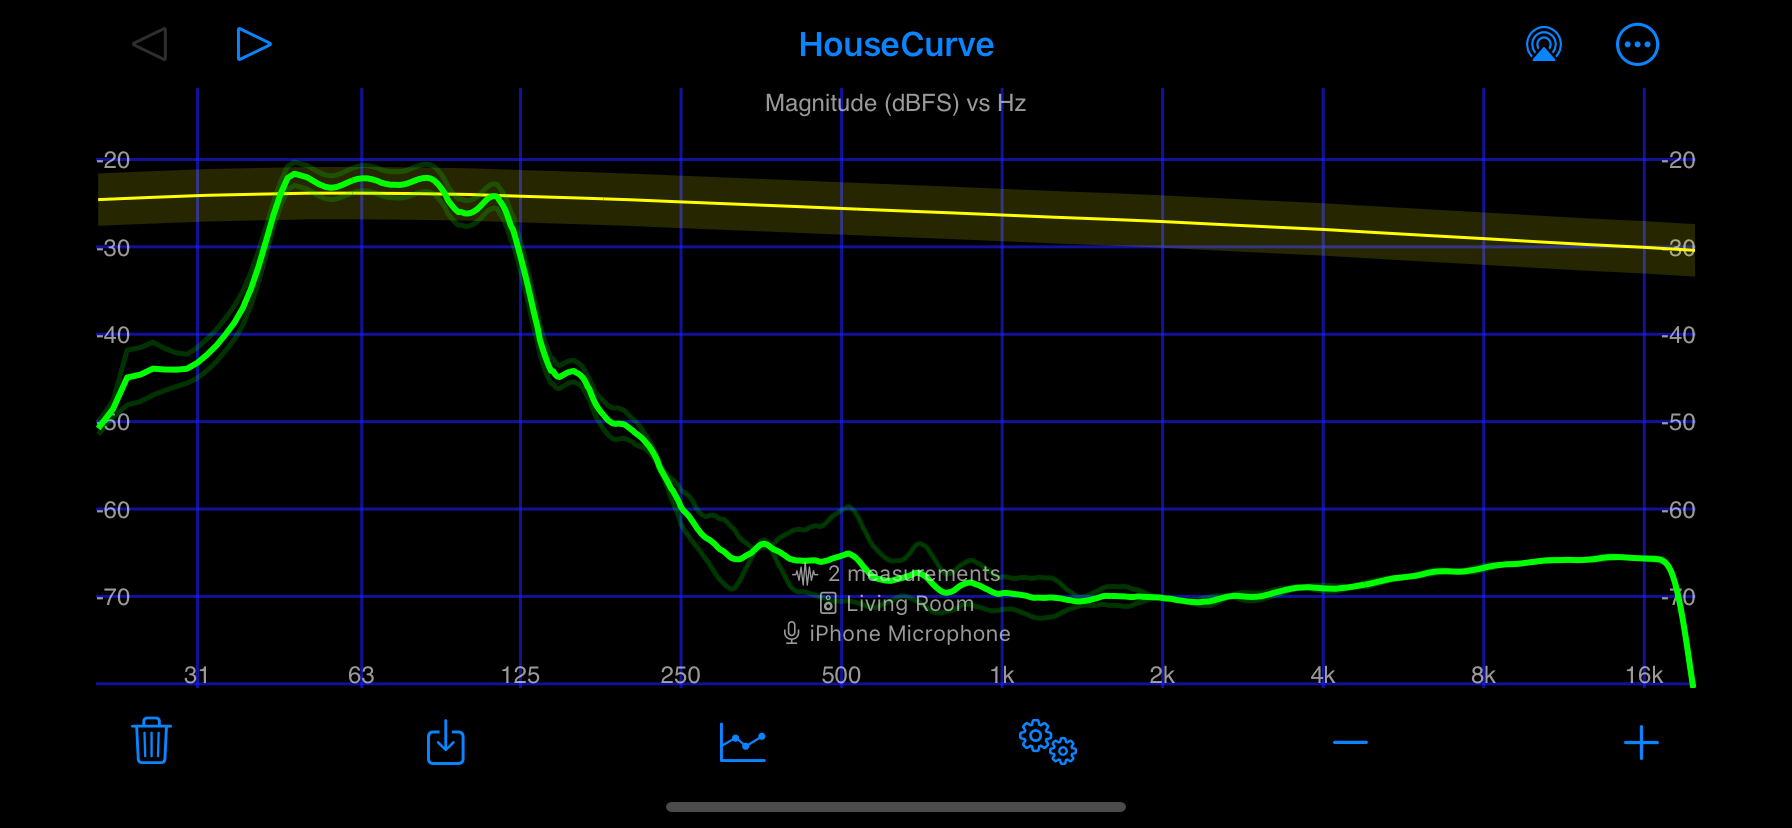 HouseCurve
Magnitude (dBFS) vs Hz
-20 -20
-30 -30
-40 -40
-50 -50
-60 -60
2 measurements
-70 Living Room -70
iPhone Microphone
31 63 125 250 500 1k 2k 4k 8k 16k